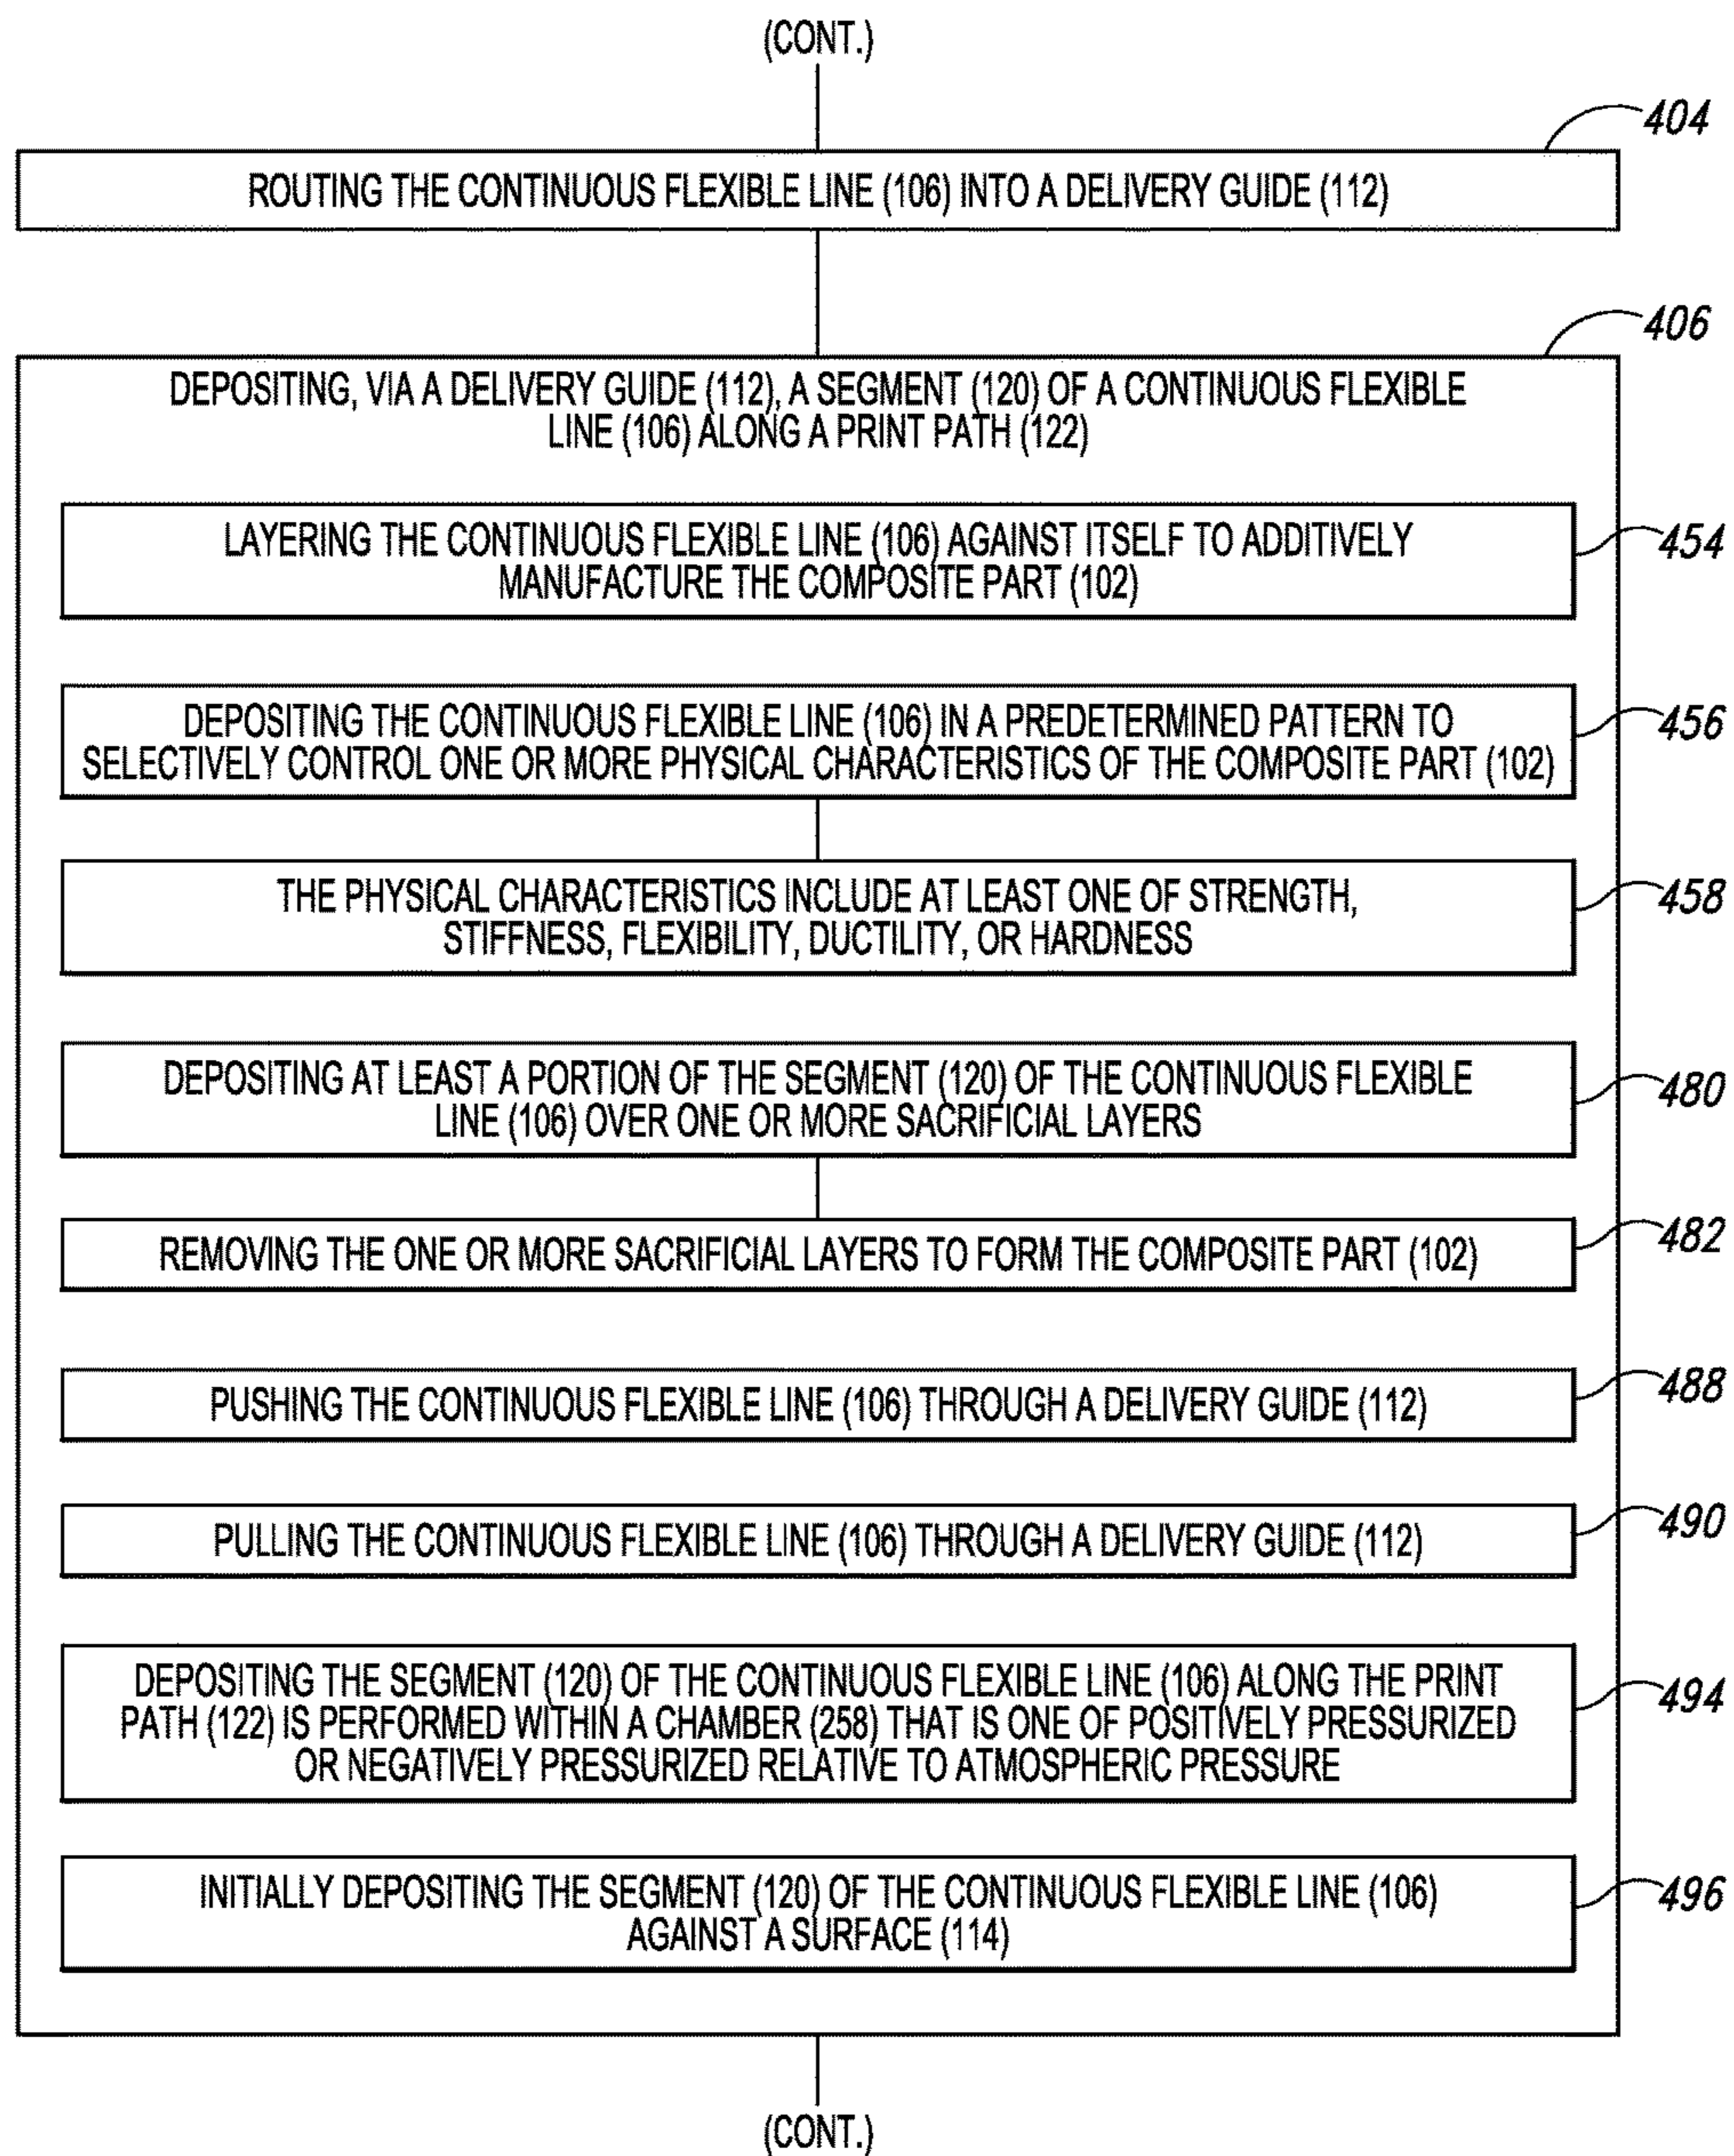 (CONT.)
404
ROUTING THE CONTINUOUS FLEXIBLE LINE (106) INTO A DELIVERY GUIDE (112)
406
DEPOSITING, VIA A DELIVERY GUIDE (112), A SEGMENT (120) OF A CONTINUOUS FLEXIBLE
LINE (106) ALONG A PRINT PATH (122)
LAYERING THE CONTINUOUS FLEXIBLE LINE (106) AGAINST ITSELF TO ADDITIVELY
MANUFACTURE THE COMPOSITE PART (102)
454
DEPOSITING THE CONTINUOUS FLEXIBLE LINE (106) IN A PREDETERMINED PATTERN TO
SELECTIVELY CONTROL ONE OR MORE PHYSICAL CHARACTERISTICS OF THE COMPOSITE PART (102)
456
THE PHYSICAL CHARACTERISTICS INCLUDE AT LEAST ONE OF STRENGTH,
STIFFNESS, FLEXIBILITY, DUCTILITY, OR HARDNESS
458
DEPOSITING AT LEAST A PORTION OF THE SEGMENT (120) OF THE CONTINUOUS FLEXIBLE
LINE (106) OVER ONE OR MORE SACRIFICIAL LAYERS
480
REMOVING THE ONE OR MORE SACRIFICIAL LAYERS TO FORM THE COMPOSITE PART (102)
482
PUSHING THE CONTINUOUS FLEXIBLE LINE (106) THROUGH A DELIVERY GUIDE (112)
488
PULLING THE CONTINUOUS FLEXIBLE LINE (106) THROUGH A DELIVERY GUIDE (112)
490
DEPOSITING THE SEGMENT (120) OF THE CONTINUOUS FLEXIBLE LINE (106) ALONG THE PRINT
PATH (122) IS PERFORMED WITHIN A CHAMBER (258) THAT IS ONE OF POSITIVELY PRESSURIZED
OR NEGATIVELY PRESSURIZED RELATIVE TO ATMOSPHERIC PRESSURE
494
INITIALLY DEPOSITING THE SEGMENT (120) OF THE CONTINUOUS FLEXIBLE LINE (106)
AGAINST A SURFACE (114)
496
(CONT.)